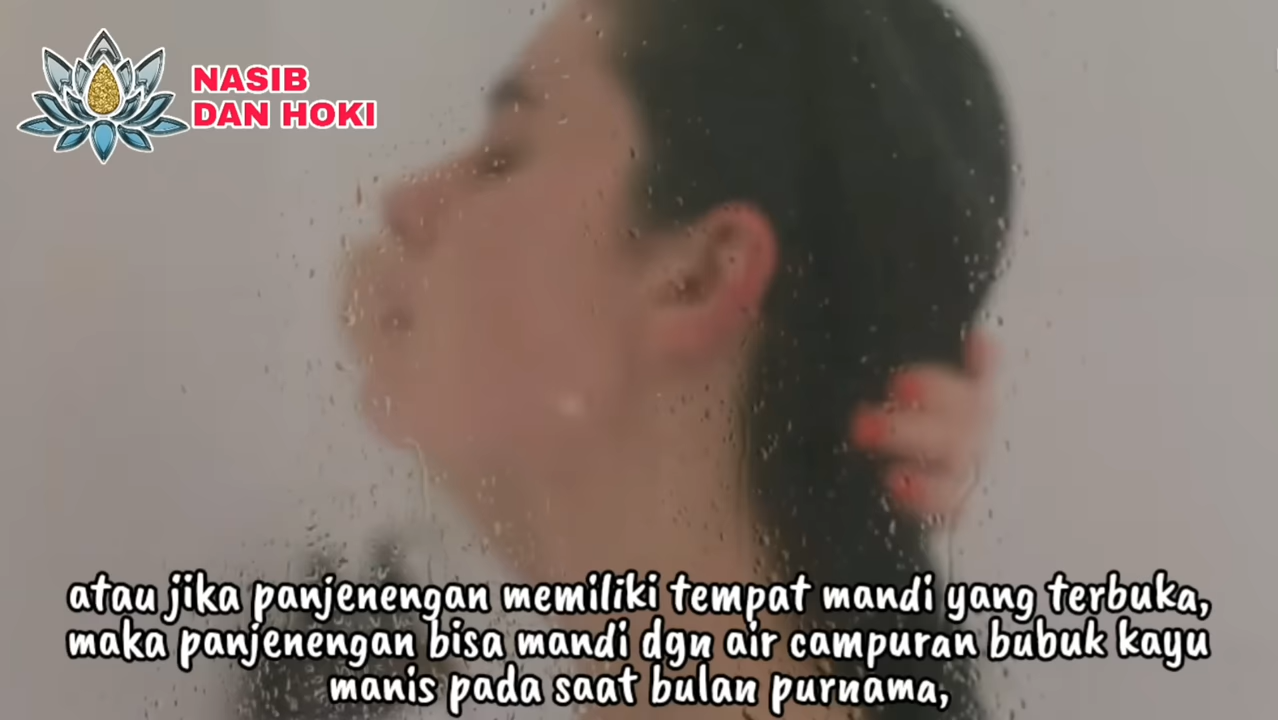 NASIB
DAN HOKI
atau jika panjenengan memiliki tempat mandi yang terbuka,
maka panjenengan bisa mandi dgn air campuran bubuk kayu
manis pada saat bulan purnama,